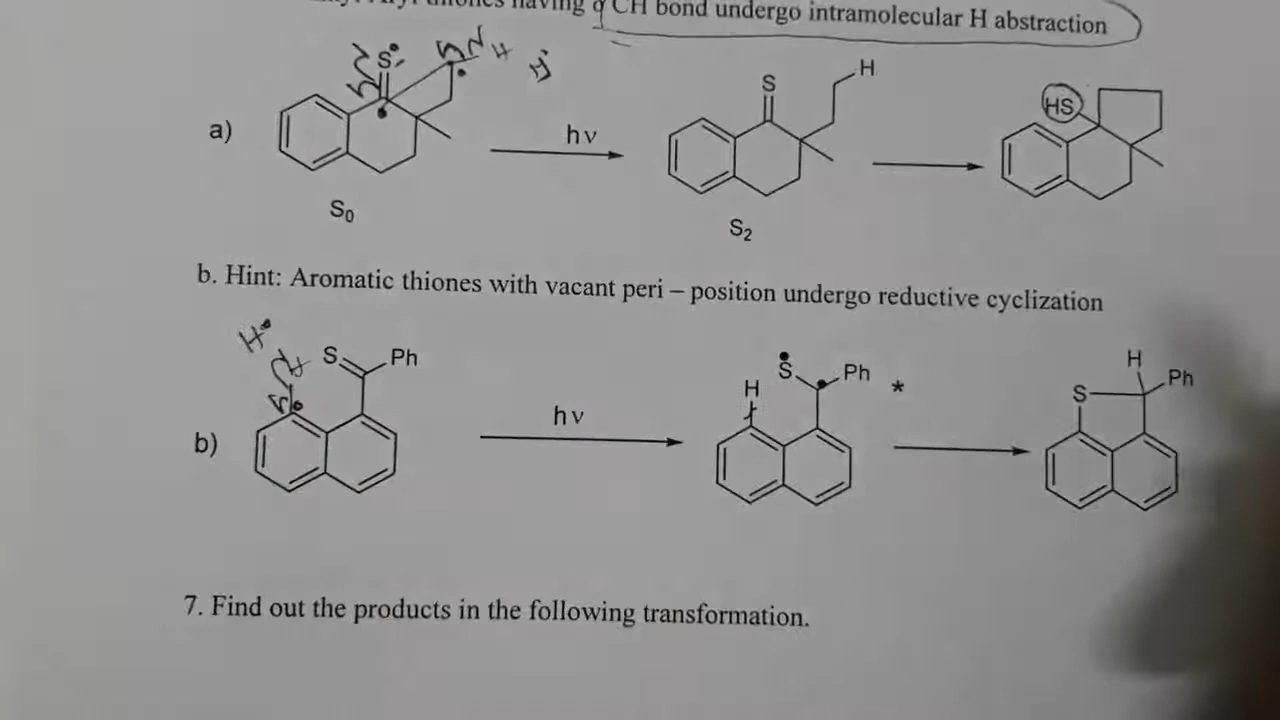 having CH bond undergo intramolecular H abstraction
S H N H H
a) S hν S H HS
S₀ S₂
b. Hint: Aromatic thiones with vacant peri – position undergo reductive cyclization
b) H S Ph hν H S Ph * S H Ph
7. Find out the products in the following transformation.